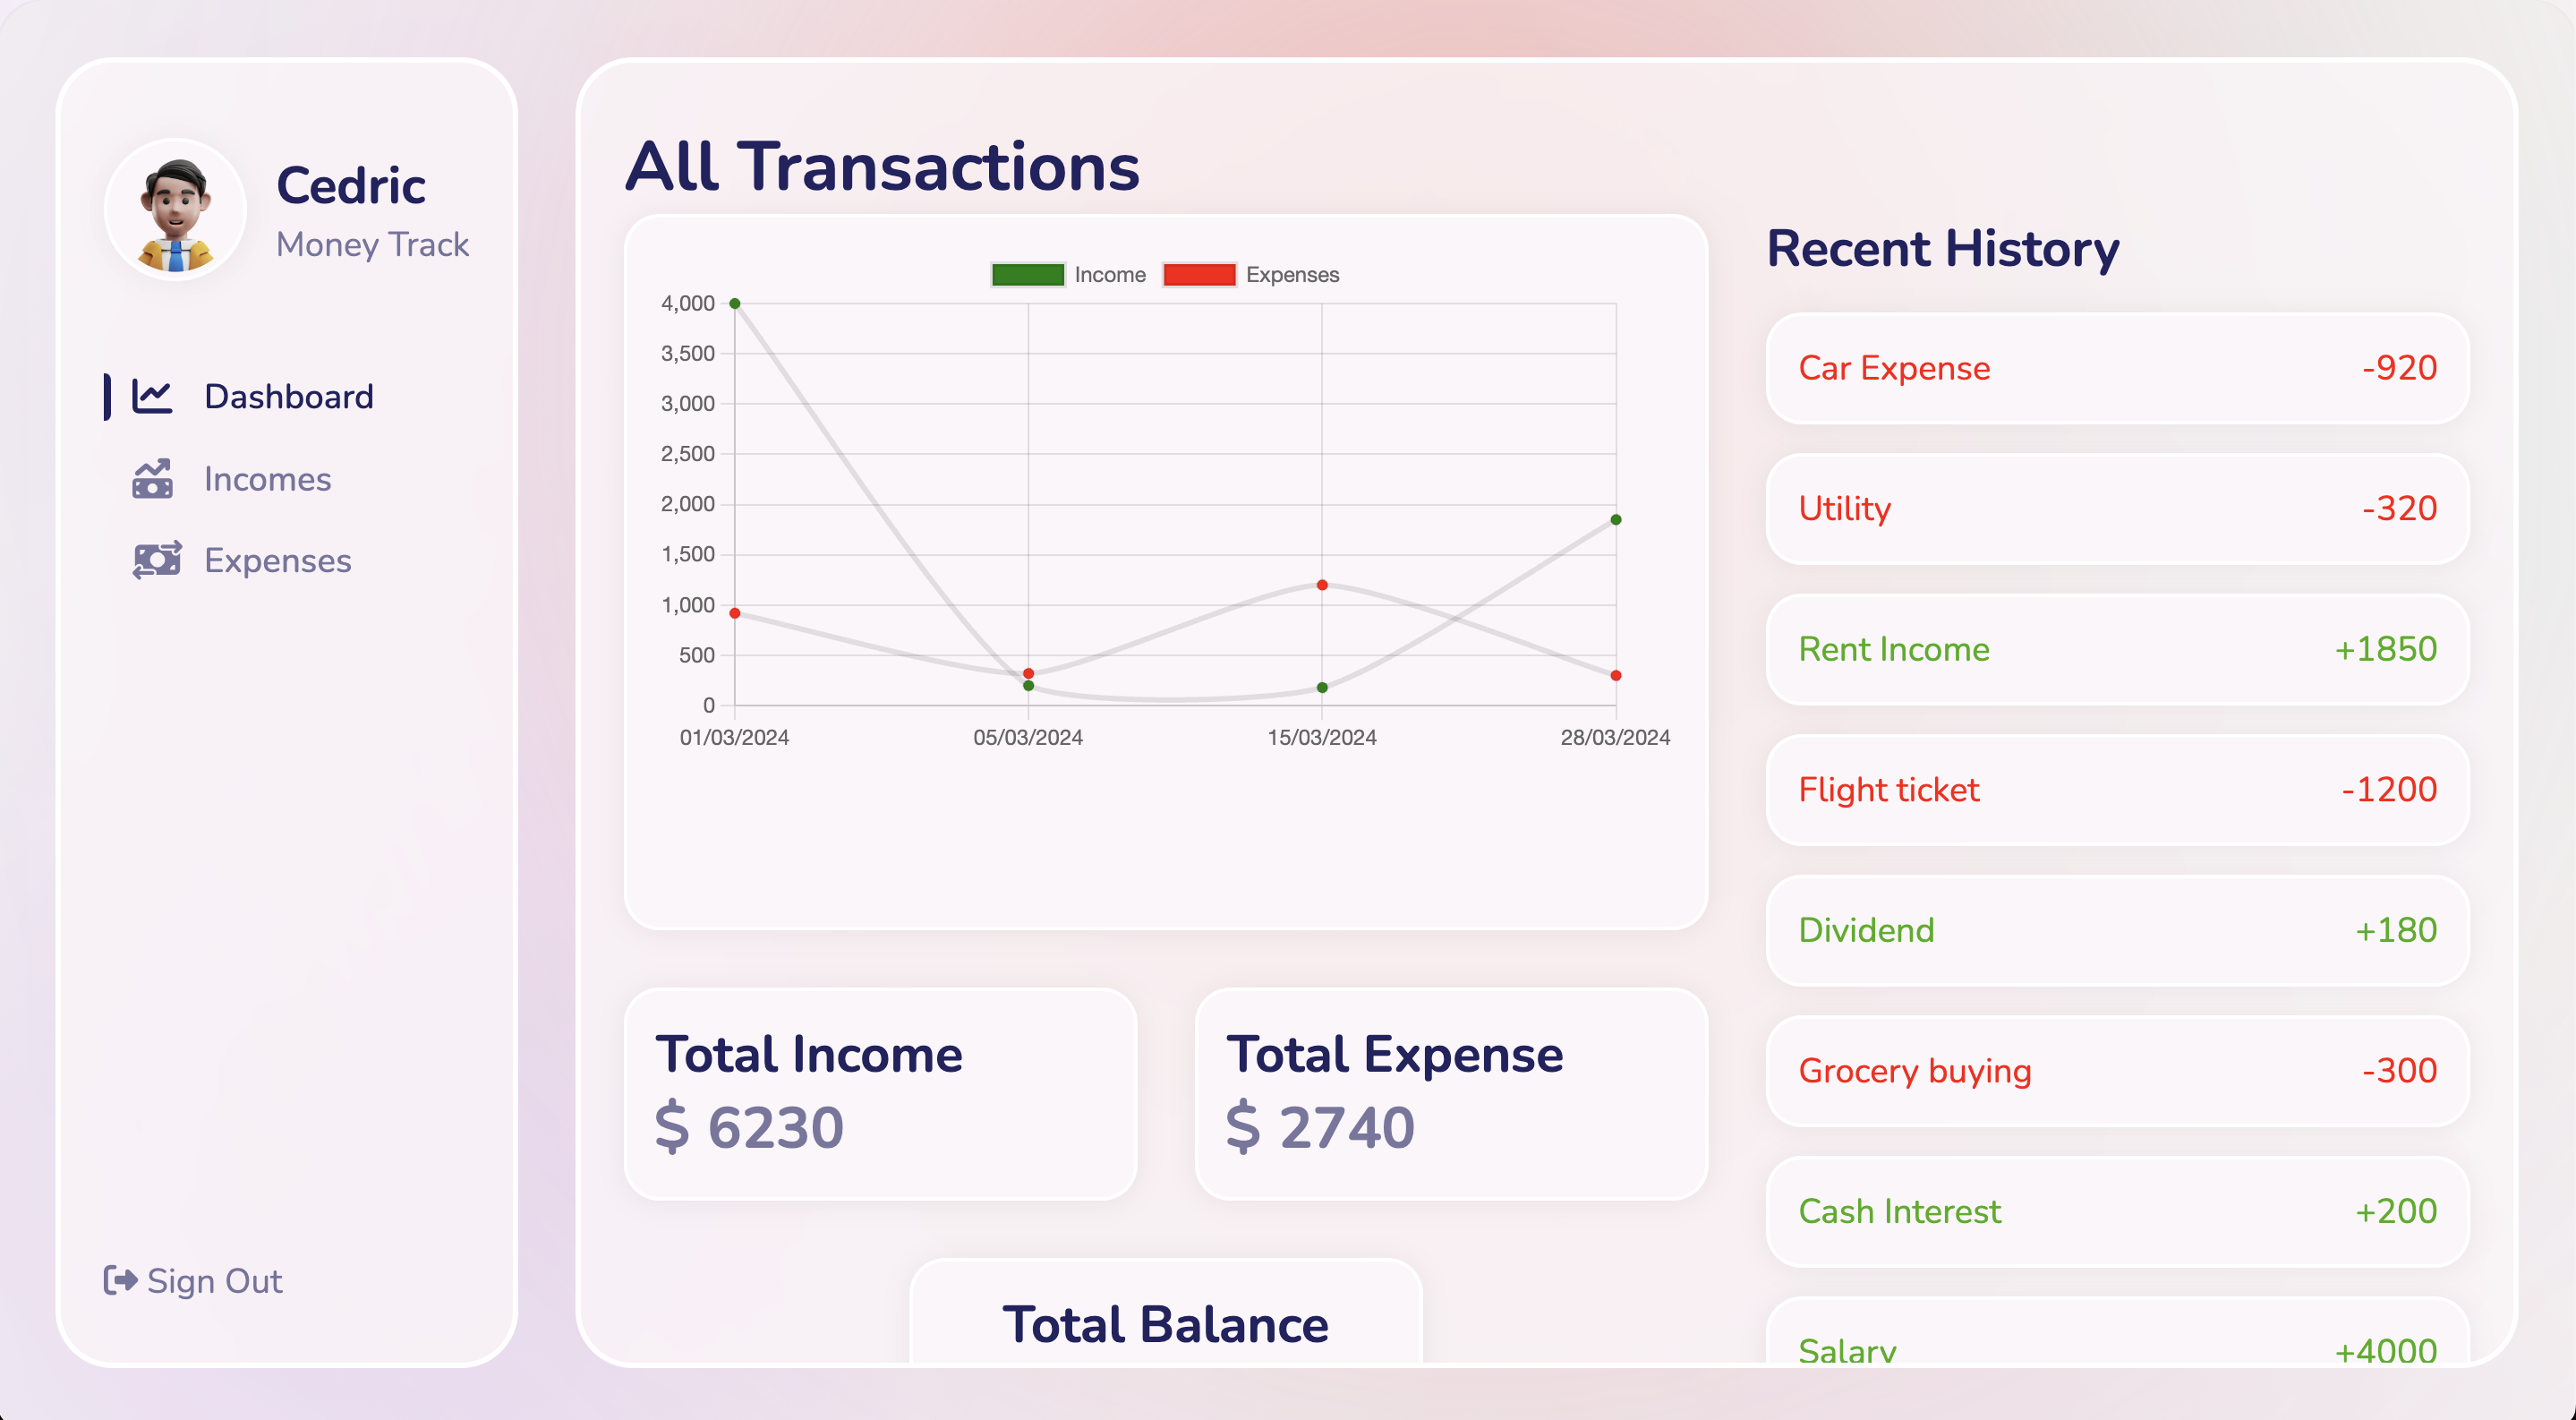 Cedric
Money Track
Dashboard
Incomes
Expenses
Sign Out
All Transactions
Income
Expenses
4,000
3,500
3,000
2,500
2,000
1,500
1,000
500
0
01/03/2024
05/03/2024
15/03/2024
28/03/2024
Total Income
$ 6230
Total Expense
$ 2740
Total Balance
Recent History
Car Expense -920
Utility -320
Rent Income +1850
Flight ticket -1200
Dividend +180
Grocery buying -300
Cash Interest +200
Salary +4000